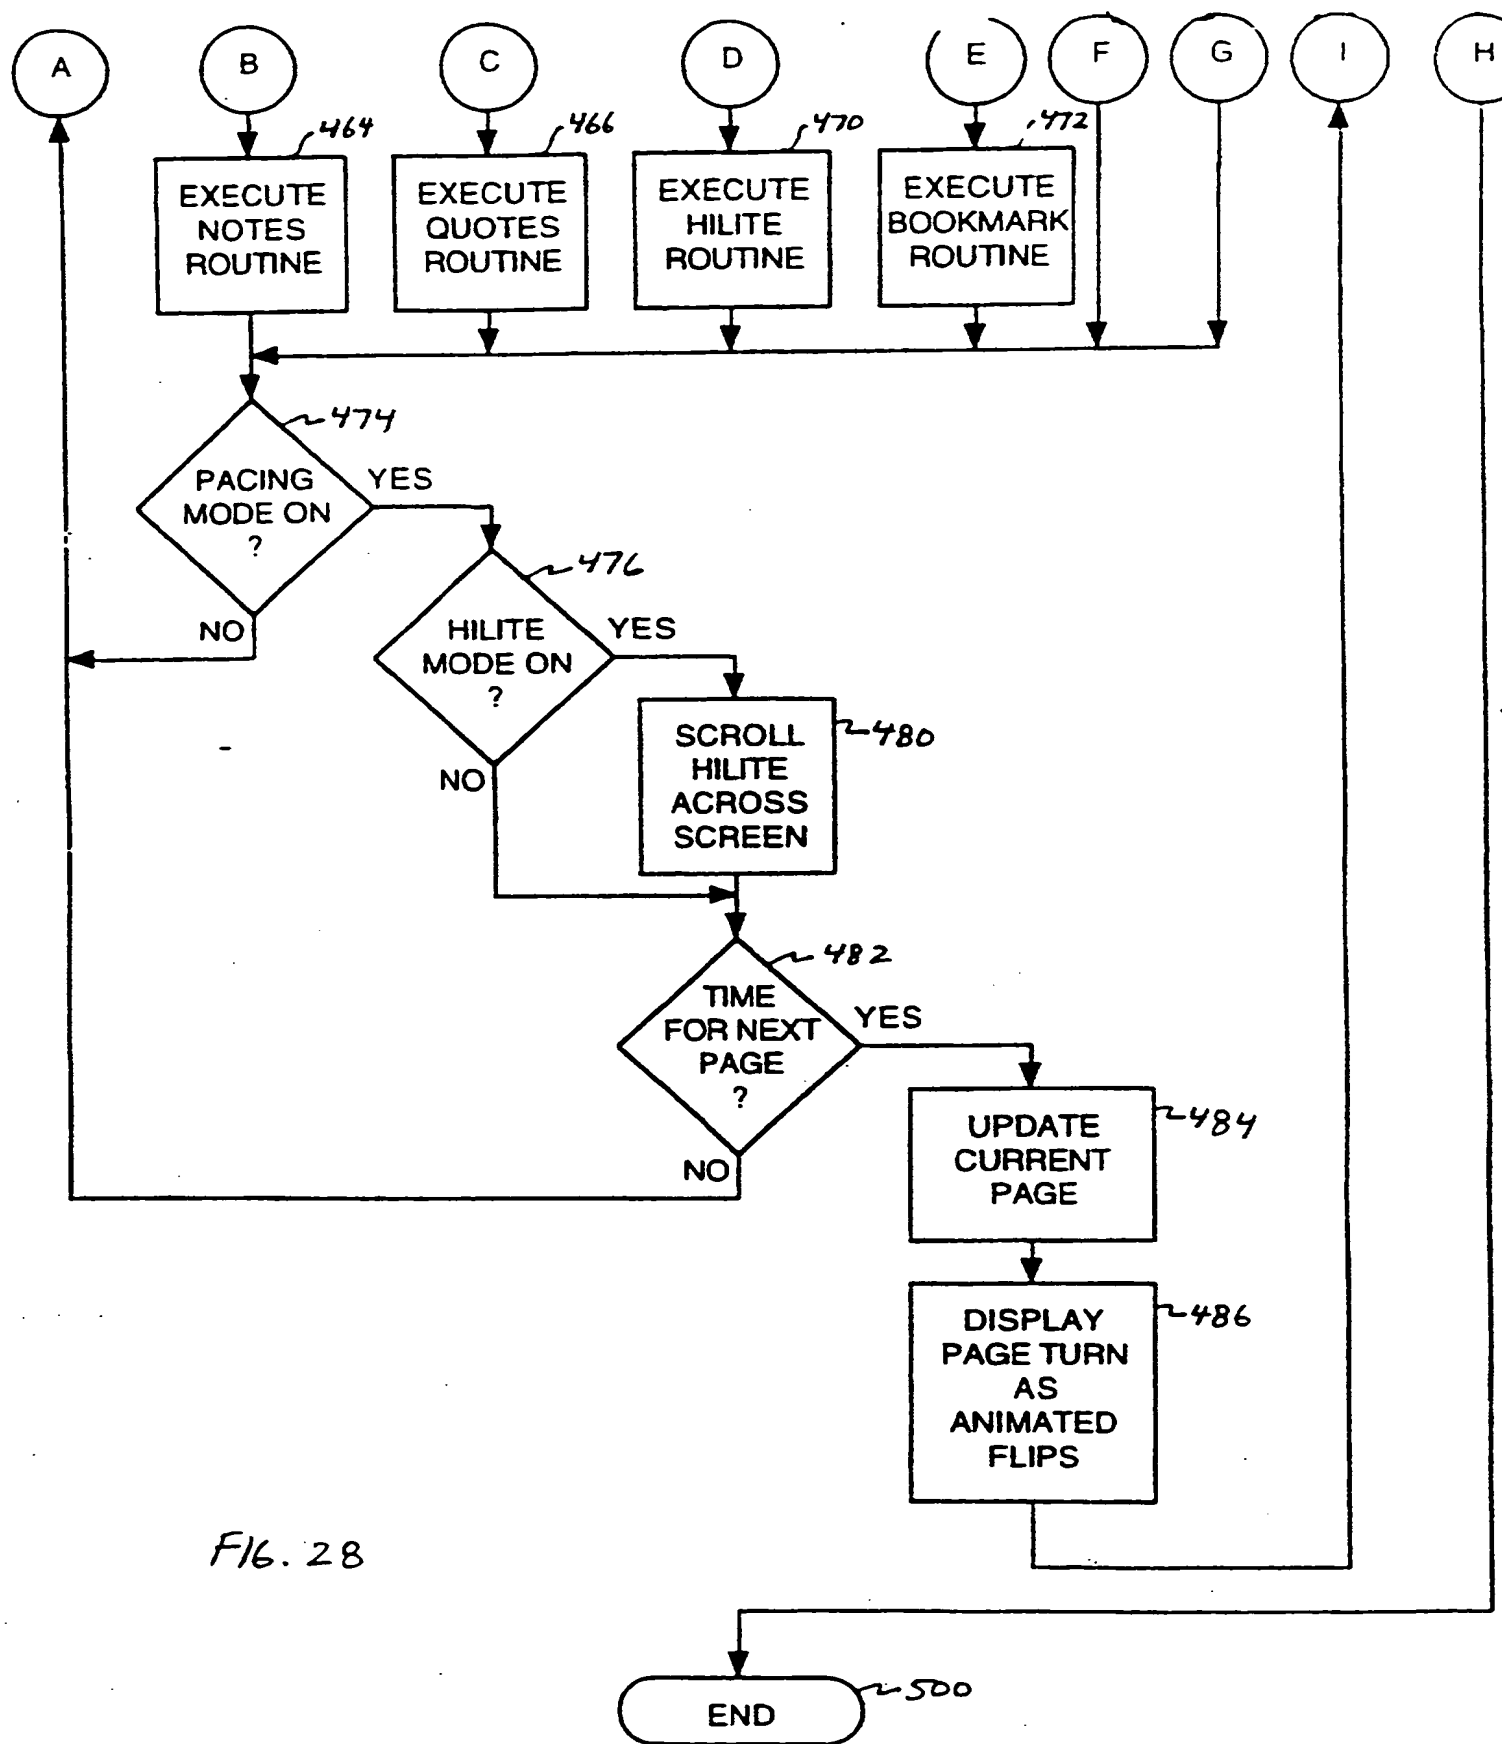 A
B
C
D
E
F
G
I
H
464
466
470
472
EXECUTE
NOTES
ROUTINE
EXECUTE
QUOTES
ROUTINE
EXECUTE
HILITE
ROUTINE
EXECUTE
BOOKMARK
ROUTINE
474
PACING
MODE ON
?
YES
NO
476
HILITE
MODE ON
?
YES
NO
480
SCROLL
HILITE
ACROSS
SCREEN
482
TIME
FOR NEXT
PAGE
?
YES
NO
484
UPDATE
CURRENT
PAGE
486
DISPLAY
PAGE TURN
AS
ANIMATED
FLIPS
FIG. 28
500
END